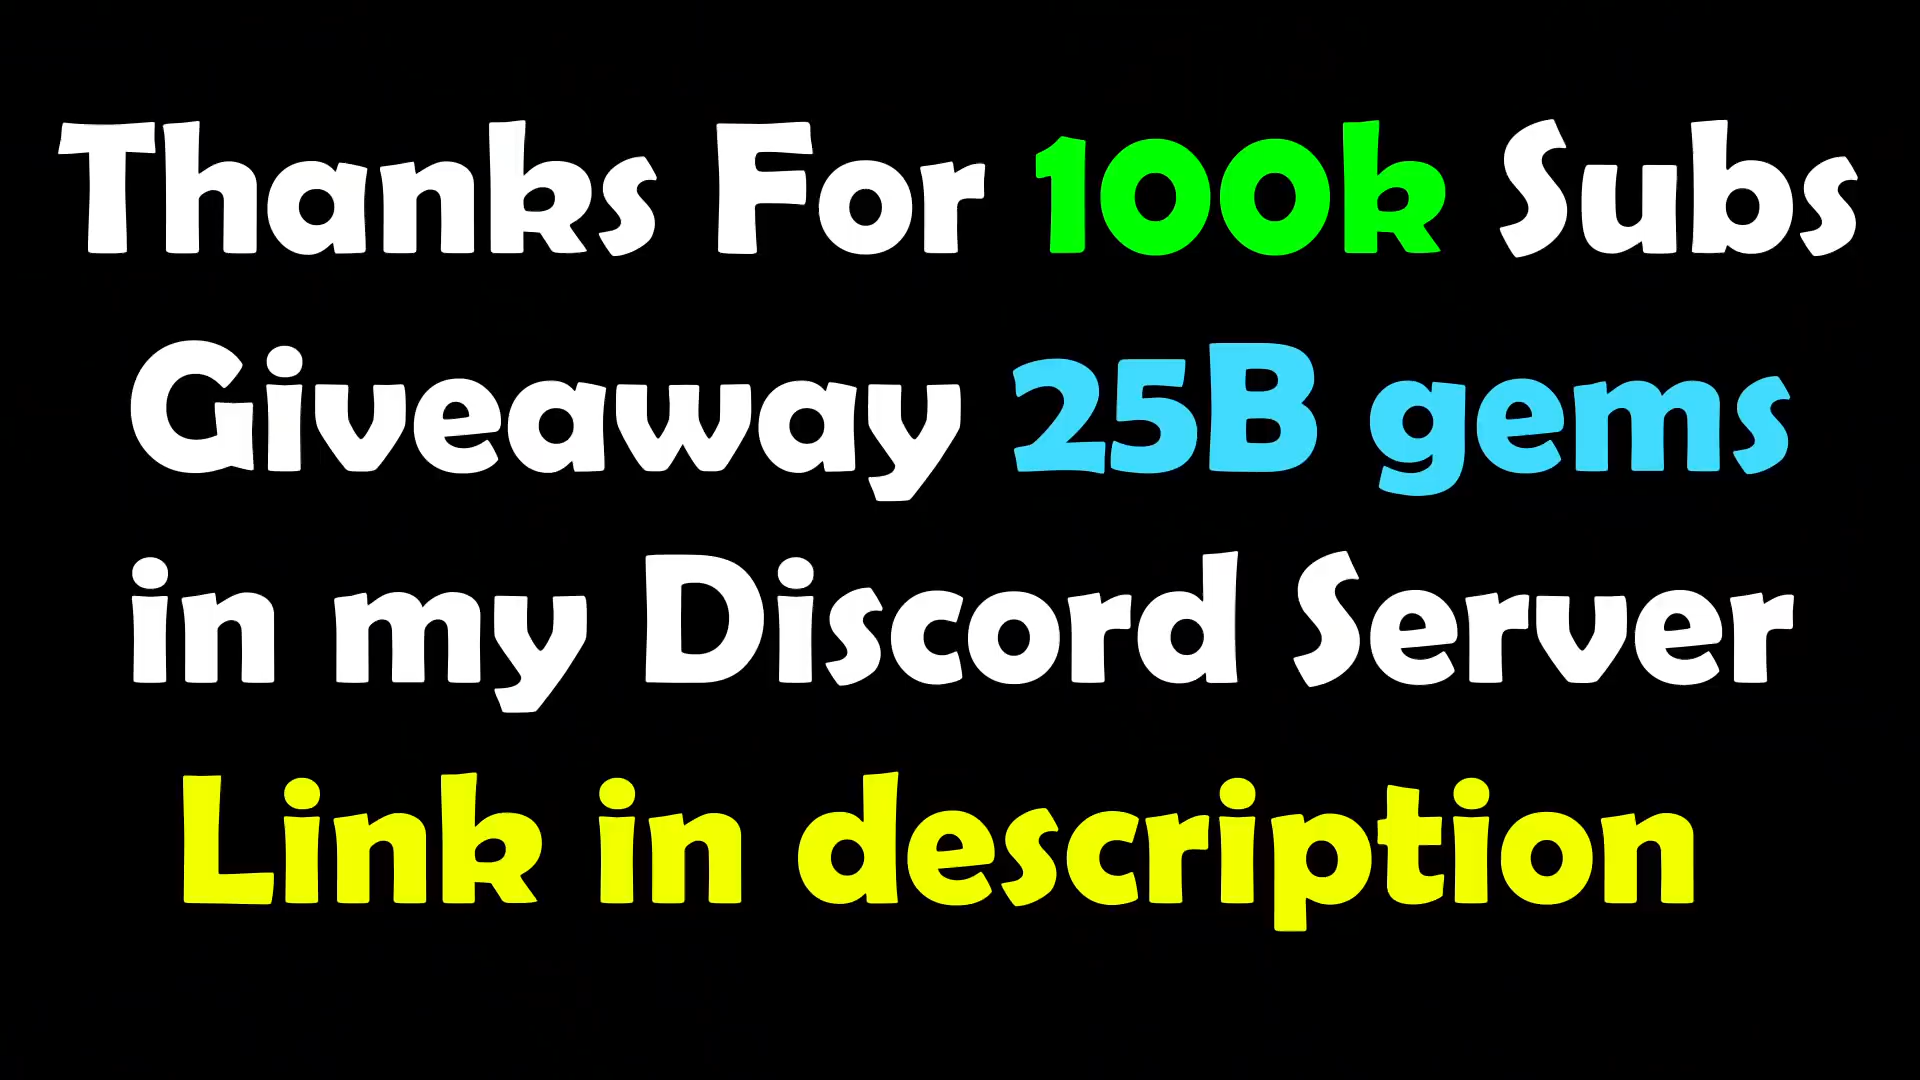 Thanks For 100k Subs
Giveaway 25B gems
in my Discord Server
Link in description